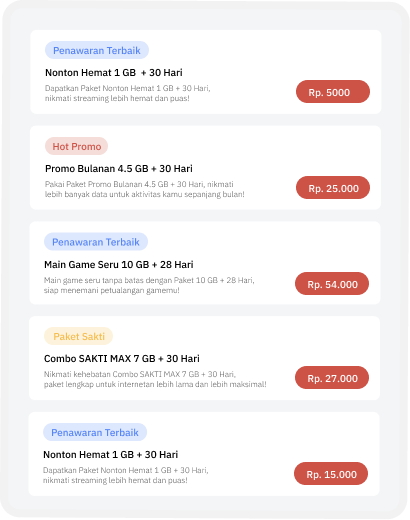 Penawaran Terbaik
Nonton Hemat 1 GB + 30 Hari
Dapatkan Paket Nonton Hemat 1 GB + 30 Hari,
nikmati streaming lebih hemat dan puas!
Rp. 5000
Hot Promo
Promo Bulanan 4.5 GB + 30 Hari
Pakai Paket Promo Bulanan 4.5 GB + 30 Hari, nikmati
lebih banyak data untuk aktivitas kamu sepanjang bulan!
Rp. 25.000
Penawaran Terbaik
Main Game Seru 10 GB + 28 Hari
Main game seru tanpa batas dengan Paket 10 GB + 28 Hari,
siap menemani petualangan gamemu!
Rp. 54.000
Paket Sakti
Combo SAKTI MAX 7 GB + 30 Hari
Nikmati kehebatan Combo SAKTI MAX 7 GB + 30 Hari,
paket lengkap untuk internetan lebih lama dan lebih maksimal!
Rp. 27.000
Penawaran Terbaik
Nonton Hemat 1 GB + 30 Hari
Dapatkan Paket Nonton Hemat 1 GB + 30 Hari,
nikmati streaming lebih hemat dan puas!
Rp. 15.000